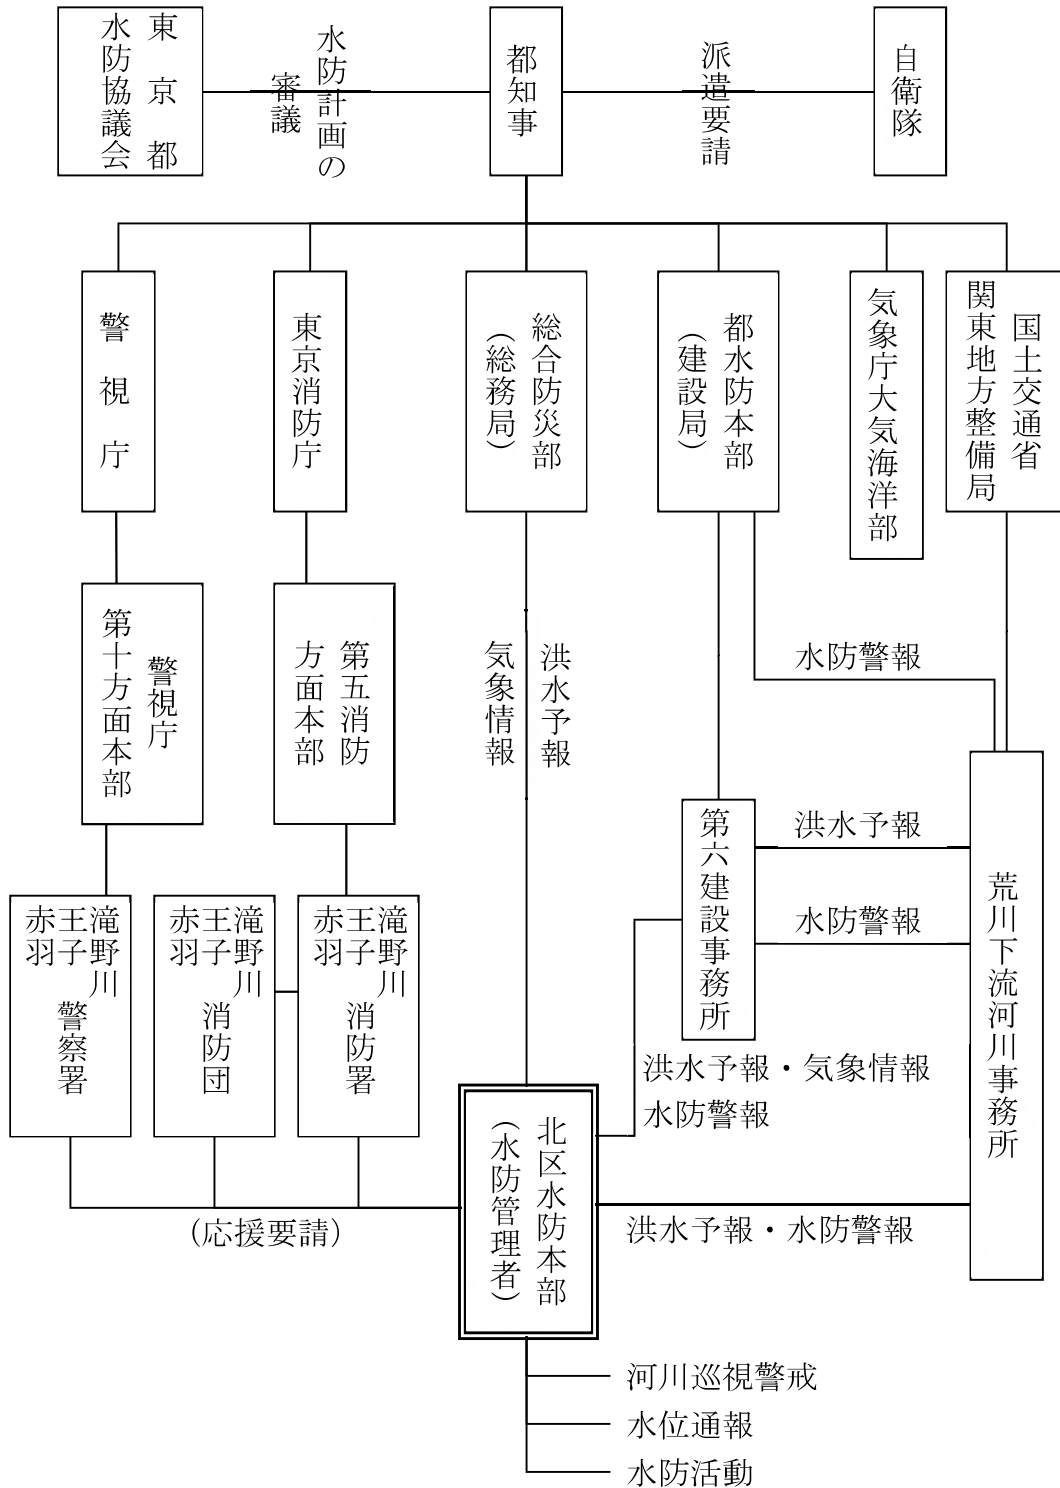 東京都
水防協議会
水防計画の
審議
都知事
派遣要請
自衛隊
警視庁
東京消防庁
総合防災部
(総務局)
都水防本部
(建設局)
気象庁大気海洋部
国土交通省
関東地方整備局
警視庁
第十方面本部
第五消防
方面本部
洪水予報
気象情報
水防警報
第六建設事務所
洪水予報
水防警報
荒川下流河川事務所
滝野川
王子
赤羽
警察署
滝野川
王子
赤羽
消防団
滝野川
王子
赤羽
消防署
洪水予報・気象情報
水防警報
(応援要請)
北区水防本部
(水防管理者)
洪水予報・水防警報
河川巡視警戒
水位通報
水防活動